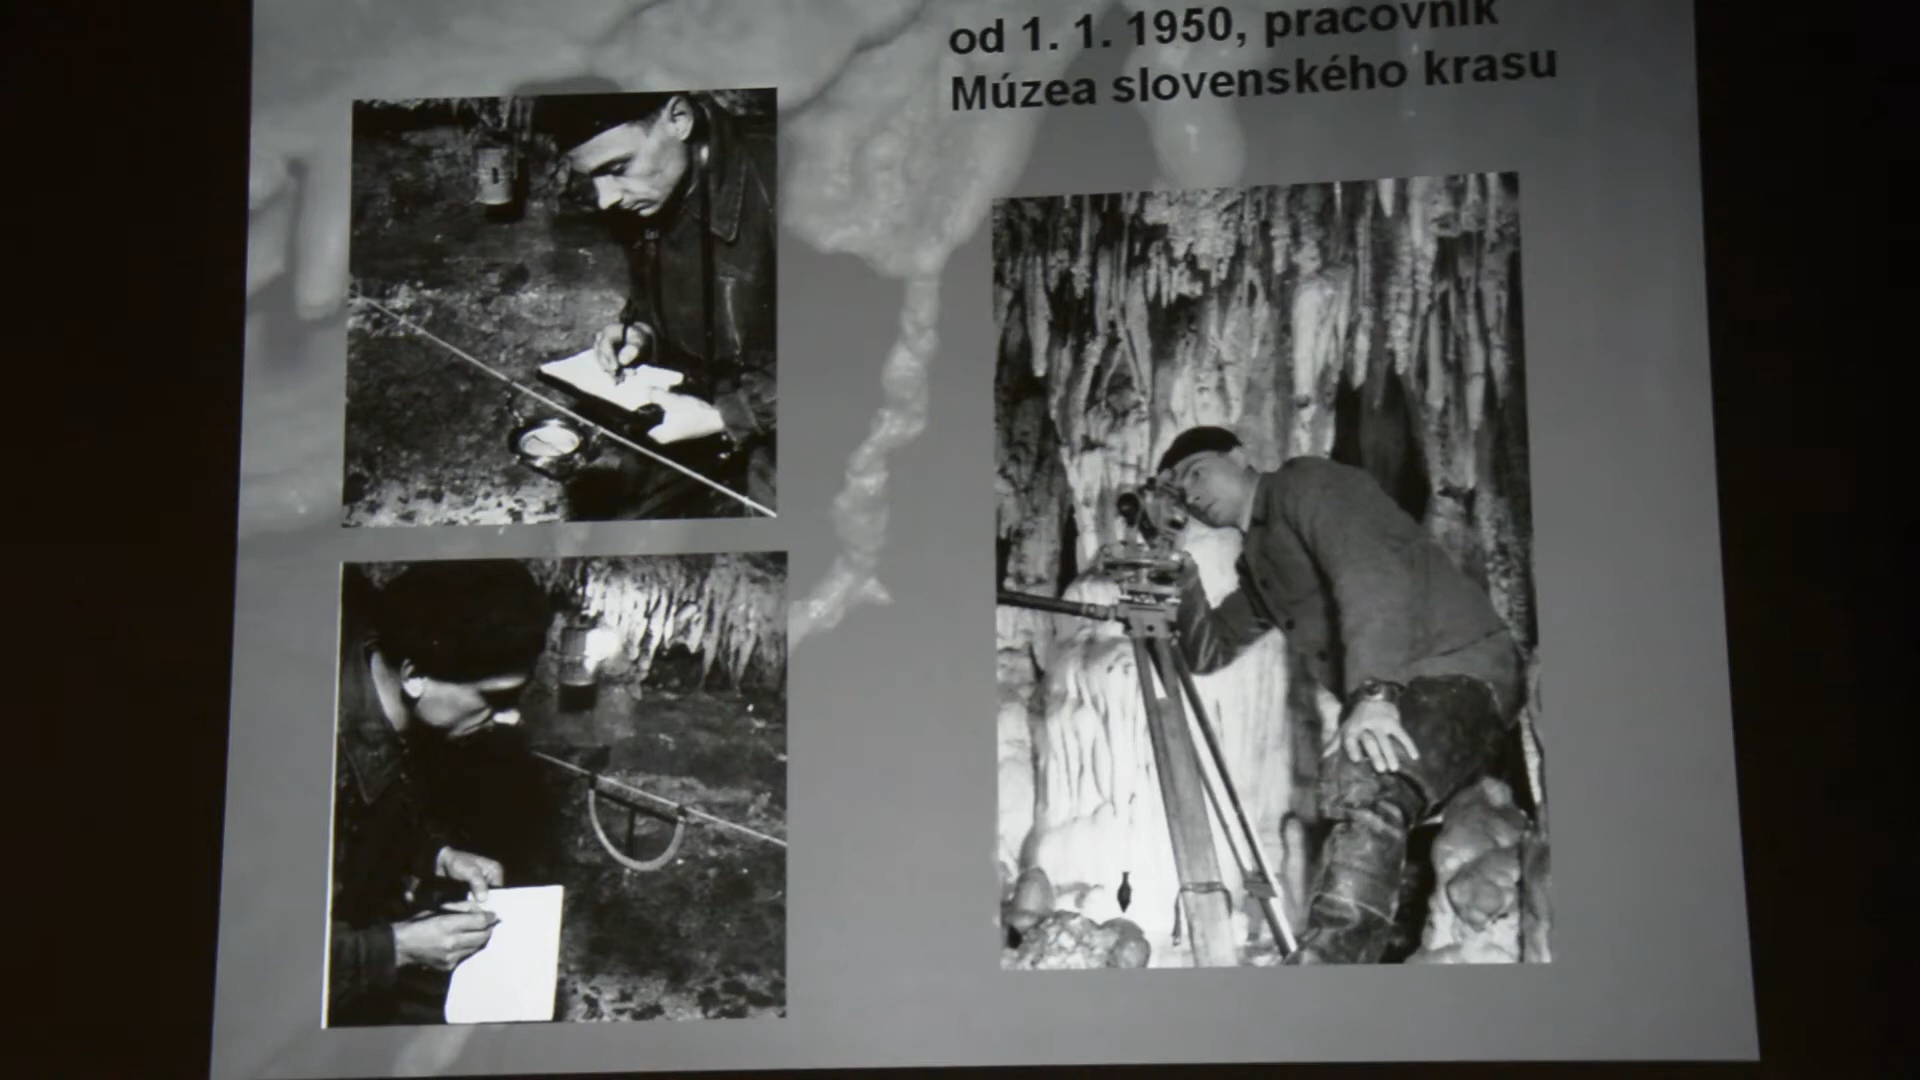 od 1. 1. 1950, pracovník
Múzea slovenského krasu